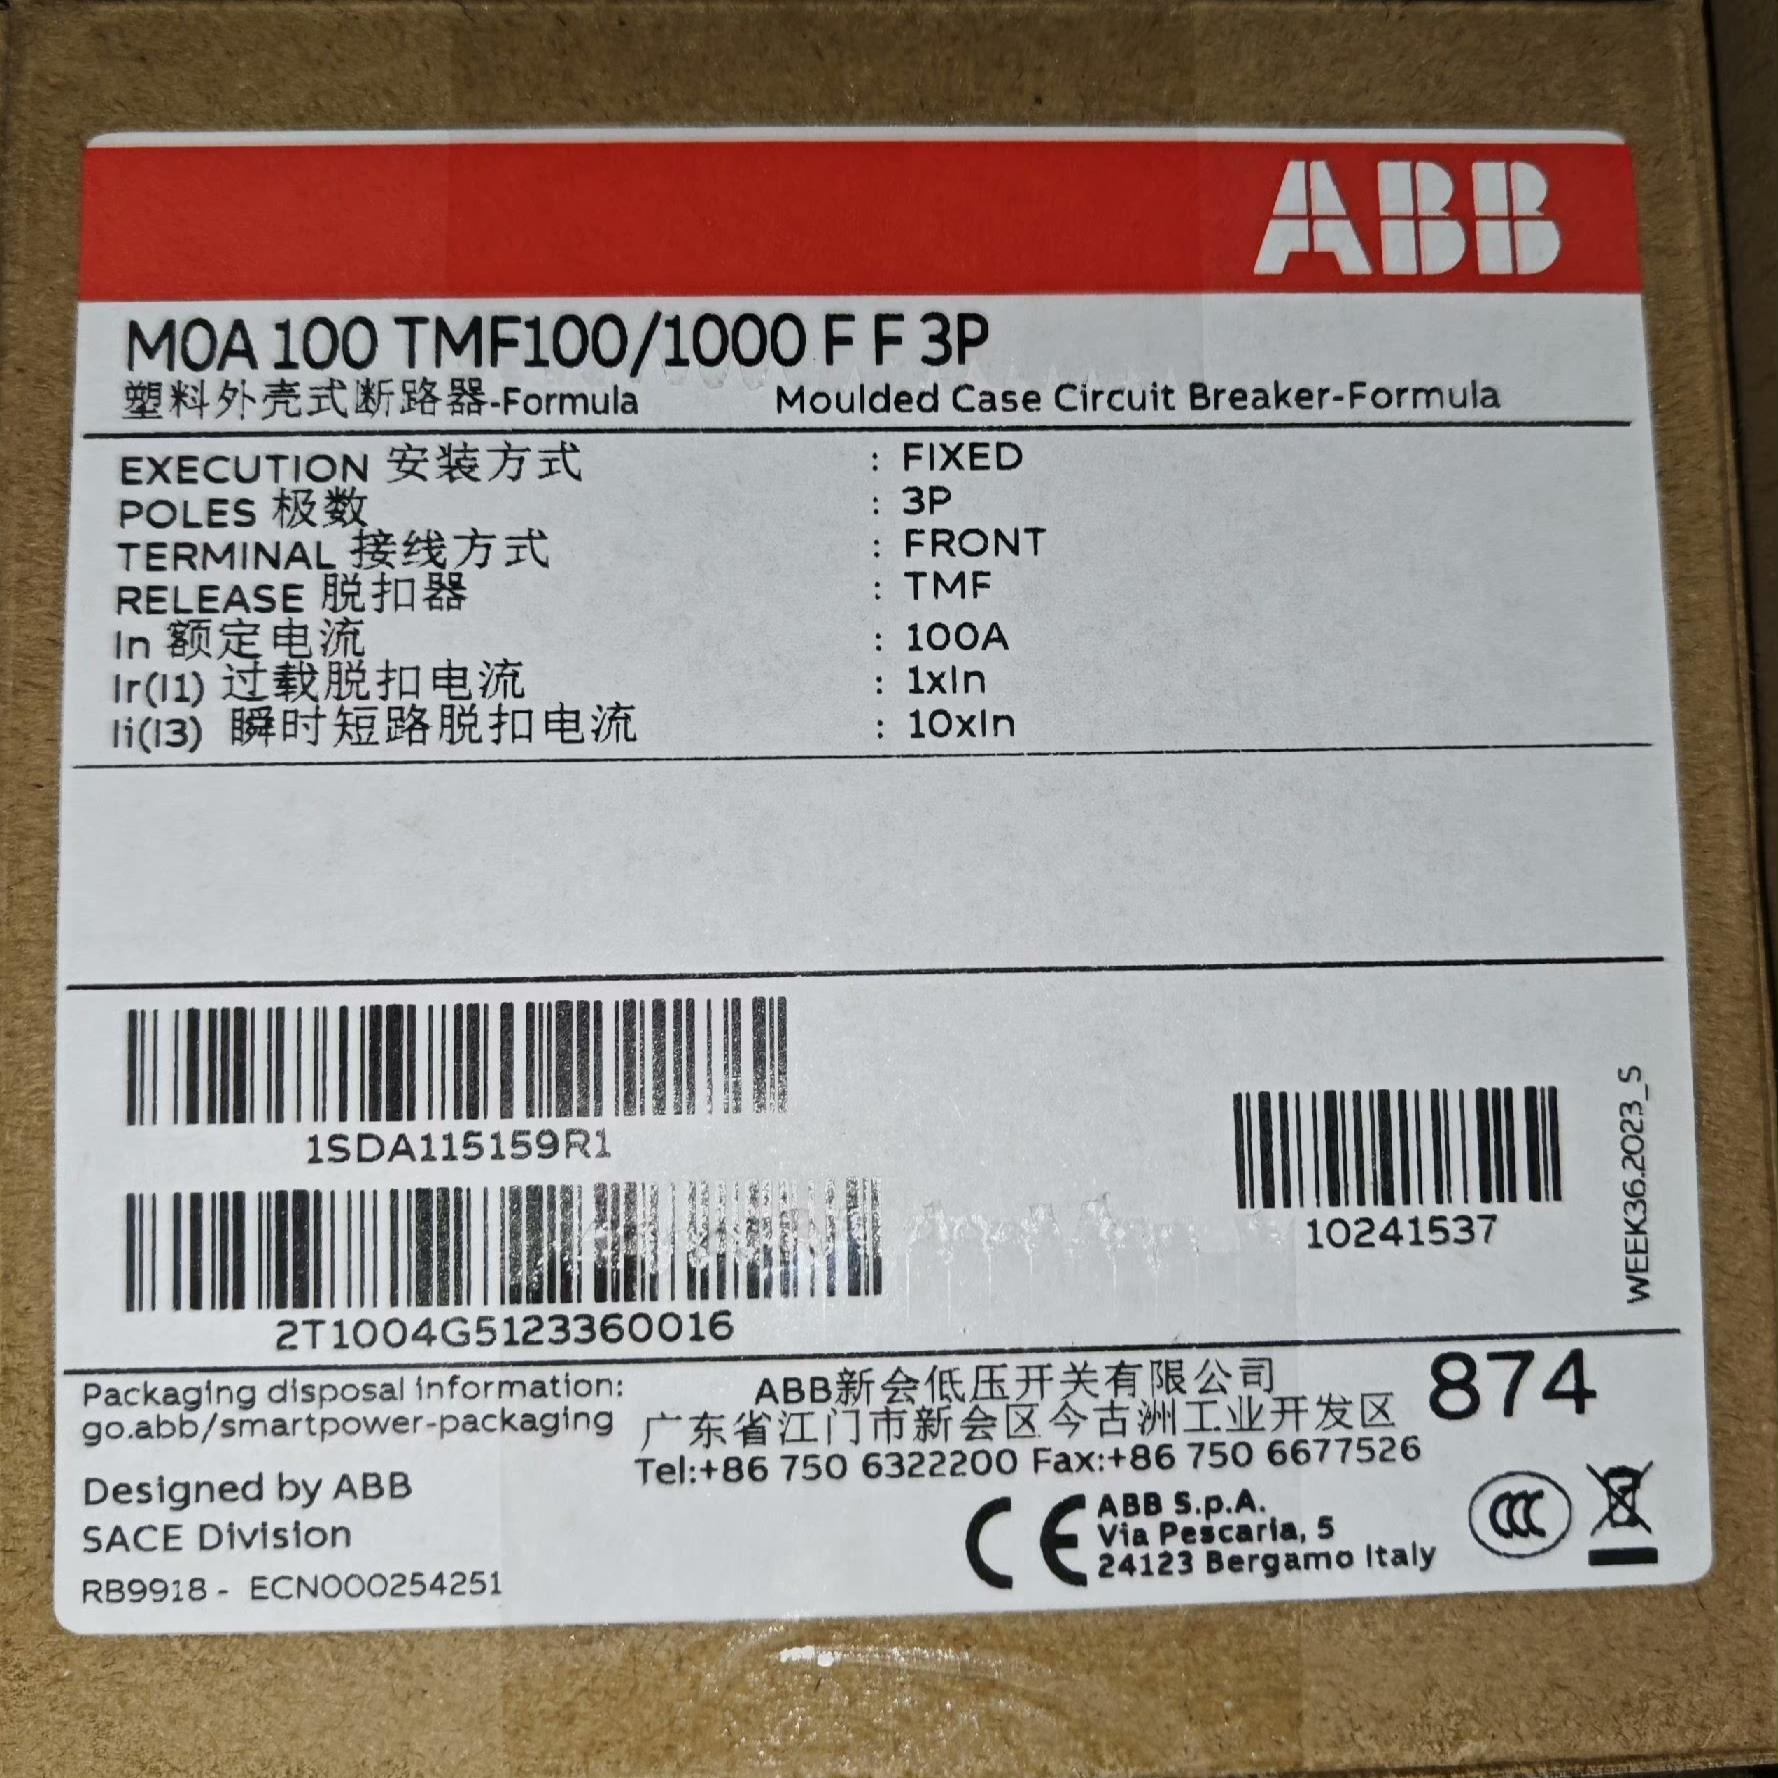 ABB
M0A 100 TMF100/1000 F F 3P
塑料外壳式断路器-Formula Moulded Case Circuit Breaker-Formula
EXECUTION 安装方式 : FIXED
POLES 极数 : 3P
TERMINAL 接线方式 : FRONT
RELEASE 脱扣器 : TMF
In 额定电流 : 100A
Ir(I1) 过载脱扣电流 : 1xIn
Ii(I3) 瞬时短路脱扣电流 : 10xIn
1SDA115159R1
10241537
WEEK36.2023_S
2T1004G5123360016
Packaging disposal information:
go.abb/smartpower-packaging
Designed by ABB
SACE Division
RB9918 - ECN000254251
ABB新会低压开关有限公司
广东省江门市新会区今古洲工业开发区
Tel:+86 750 6322200 Fax:+86 750 6677526
874
CE
ABB S.p.A.
Via Pescaria, 5
24123 Bergamo Italy
CCC